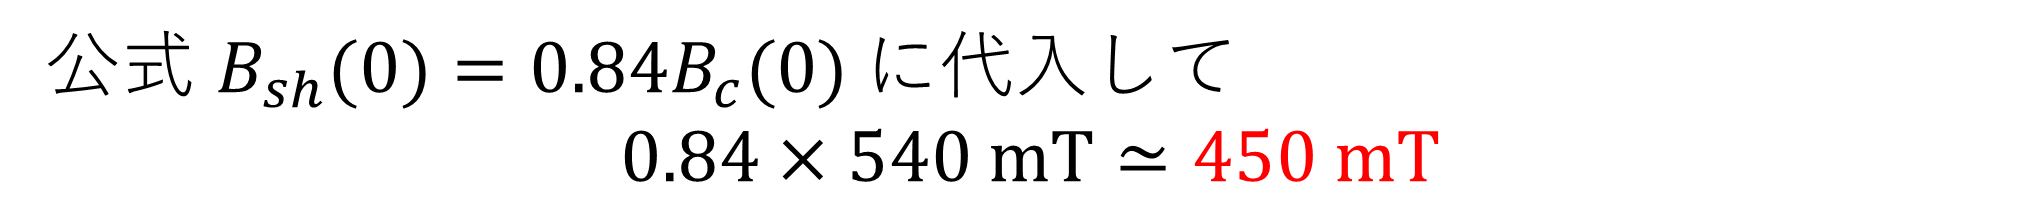 公式 B_{sh}(0) = 0.84B_c(0) に代入して
0.84 × 540 mT ≃ 450 mT